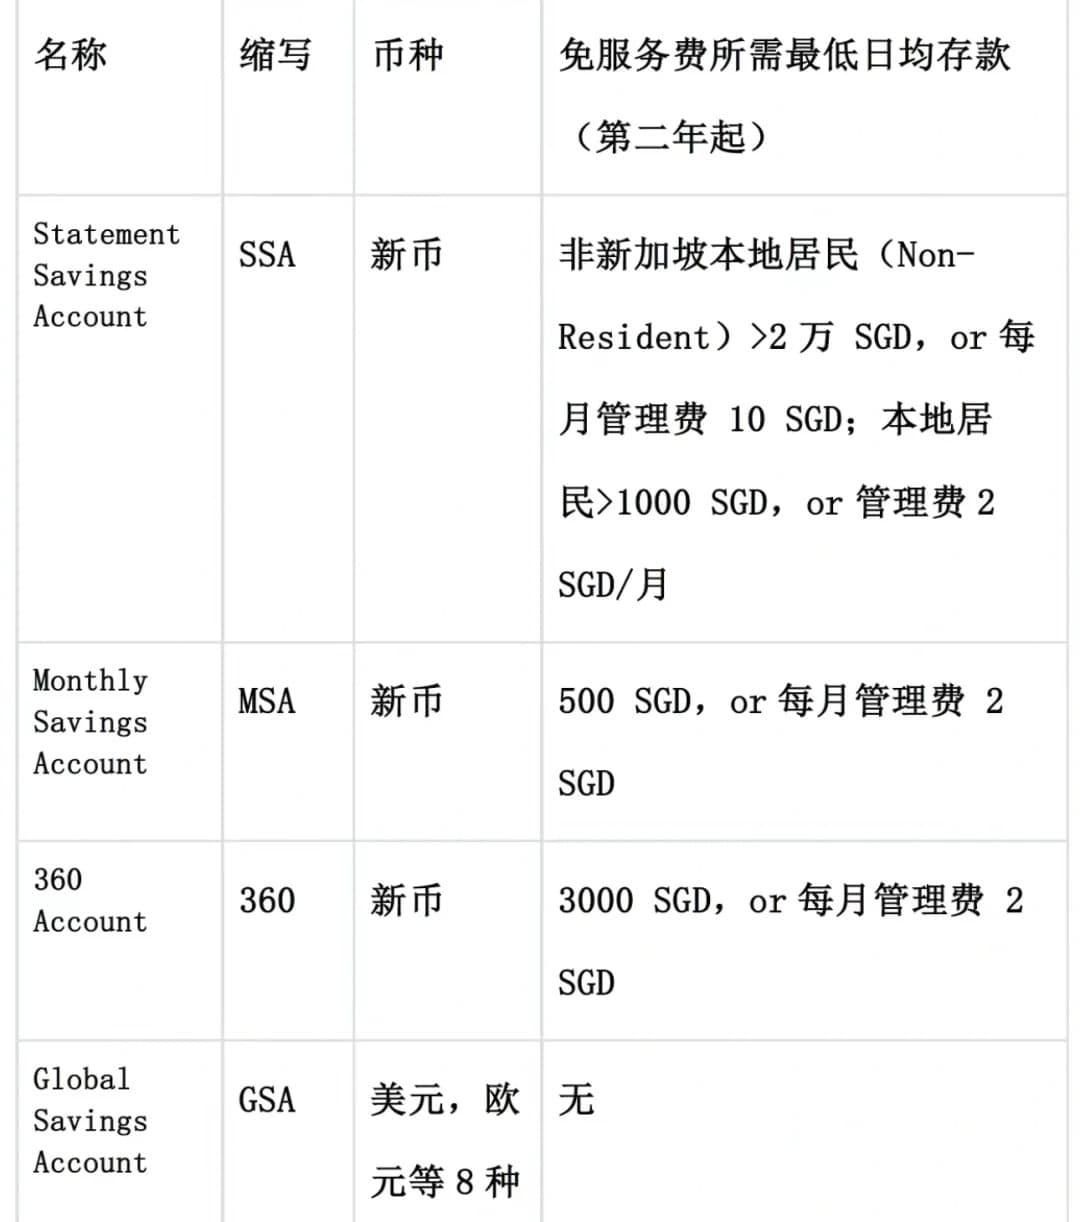 名称
缩写
币种
免服务费所需最低日均存款
（第二年起）
Statement
Savings
Account
SSA
新币
非新加坡本地居民（Non-
Resident）>2 万 SGD，or 每
月管理费 10 SGD；本地居
民>1000 SGD，or 管理费 2
SGD/月
Monthly
Savings
Account
MSA
新币
500 SGD，or 每月管理费 2
SGD
360
Account
360
新币
3000 SGD，or 每月管理费 2
SGD
Global
Savings
Account
GSA
美元，欧
元等 8 种
无